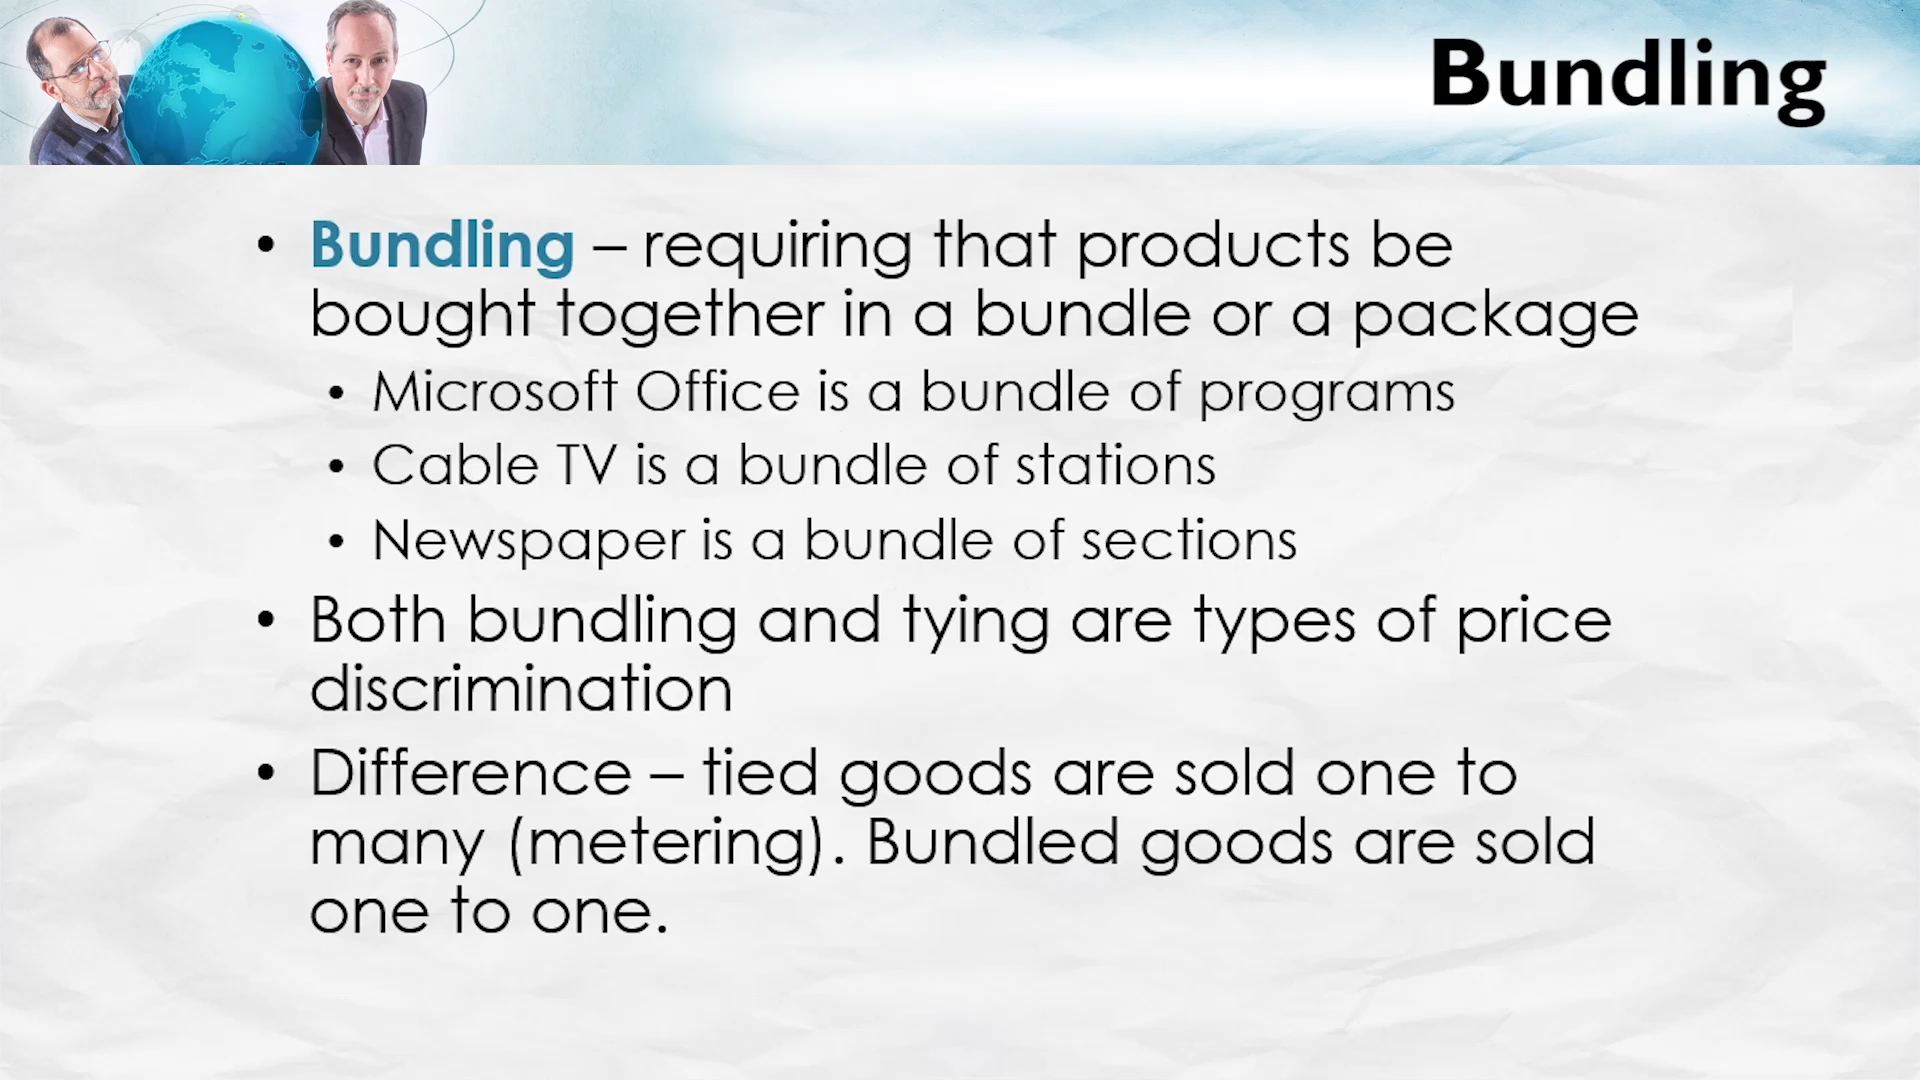 Bundling
• Bundling – requiring that products be
bought together in a bundle or a package
• Microsoft Office is a bundle of programs
• Cable TV is a bundle of stations
• Newspaper is a bundle of sections
• Both bundling and tying are types of price
discrimination
• Difference – tied goods are sold one to
many (metering). Bundled goods are sold
one to one.